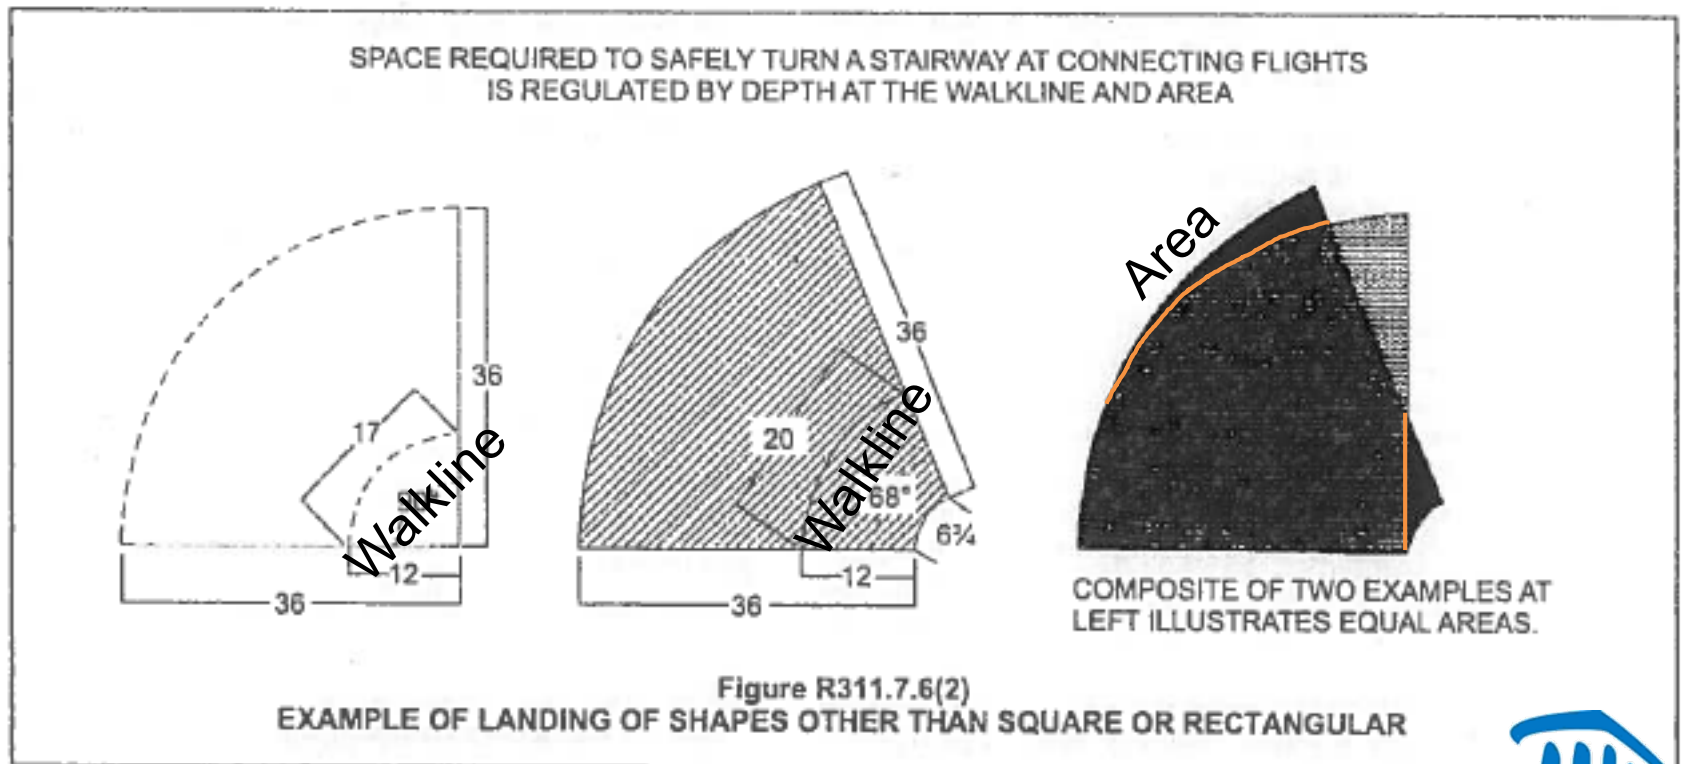 SPACE REQUIRED TO SAFELY TURN A STAIRWAY AT CONNECTING FLIGHTS
IS REGULATED BY DEPTH AT THE WALKLINE AND AREA
36
17
Walkline
12
36
36
20
Walkline
68°
6¾
12
36
Area
COMPOSITE OF TWO EXAMPLES AT
LEFT ILLUSTRATES EQUAL AREAS.
Figure R311.7.6(2)
EXAMPLE OF LANDING OF SHAPES OTHER THAN SQUARE OR RECTANGULAR